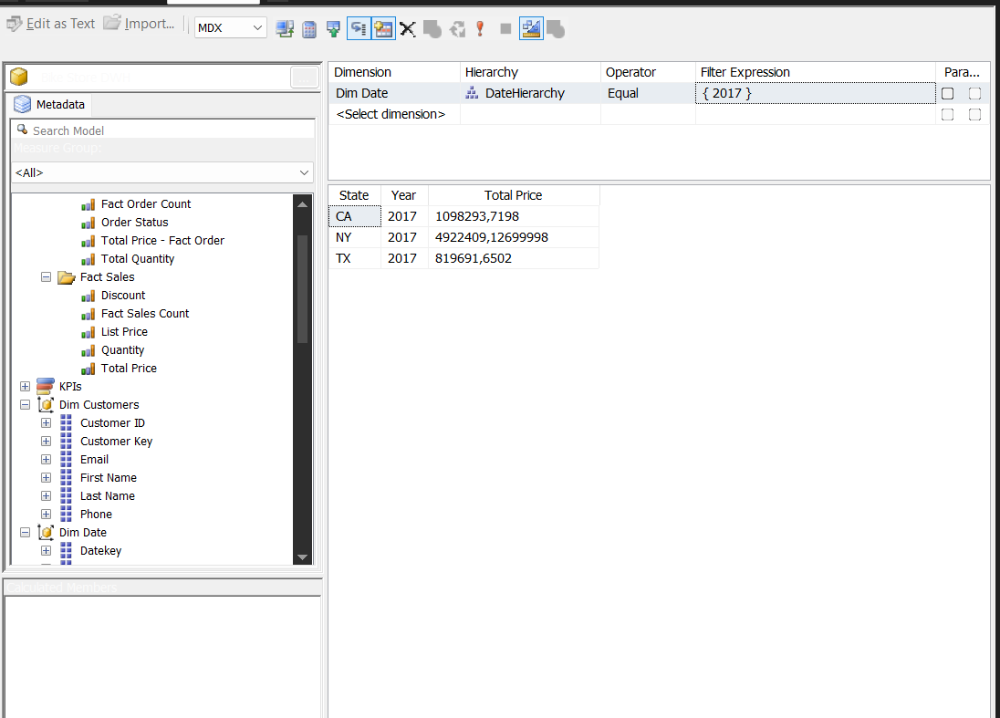 Edit as Text Import... MDX
Metadata
Search Model
Measure Group:
<All>
Fact Order Count
Order Status
Total Price - Fact Order
Total Quantity
Fact Sales
Discount
Fact Sales Count
List Price
Quantity
Total Price
KPIs
Dim Customers
Customer ID
Customer Key
Email
First Name
Last Name
Phone
Dim Date
Datekey
Calculated Members
Dimension Hierarchy Operator Filter Expression Para...
Dim Date DateHierarchy Equal { 2017 }
<Select dimension>
State Year Total Price
CA 2017 1098293,7198
NY 2017 4922409,12699998
TX 2017 819691,6502